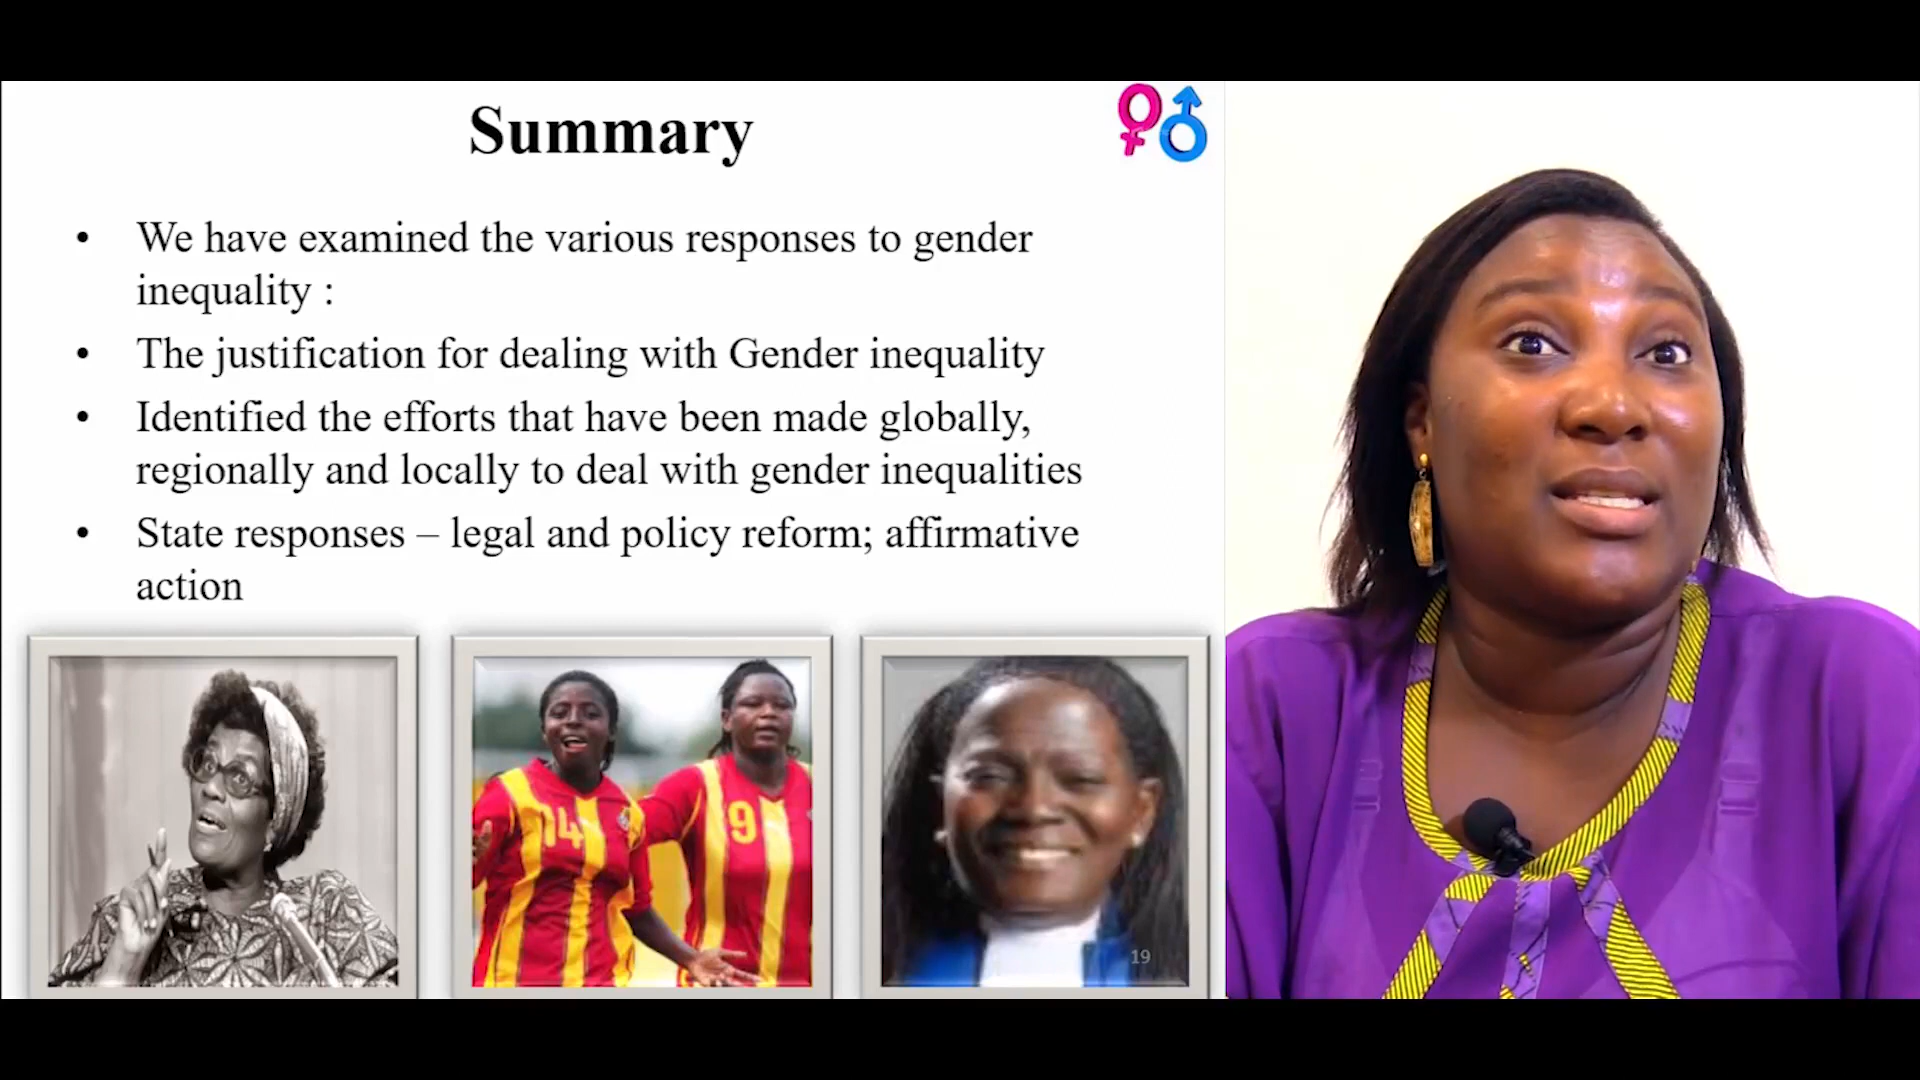 Summary
• We have examined the various responses to gender
inequality :
• The justification for dealing with Gender inequality
• Identified the efforts that have been made globally,
regionally and locally to deal with gender inequalities
• State responses – legal and policy reform; affirmative
action
14
9
19